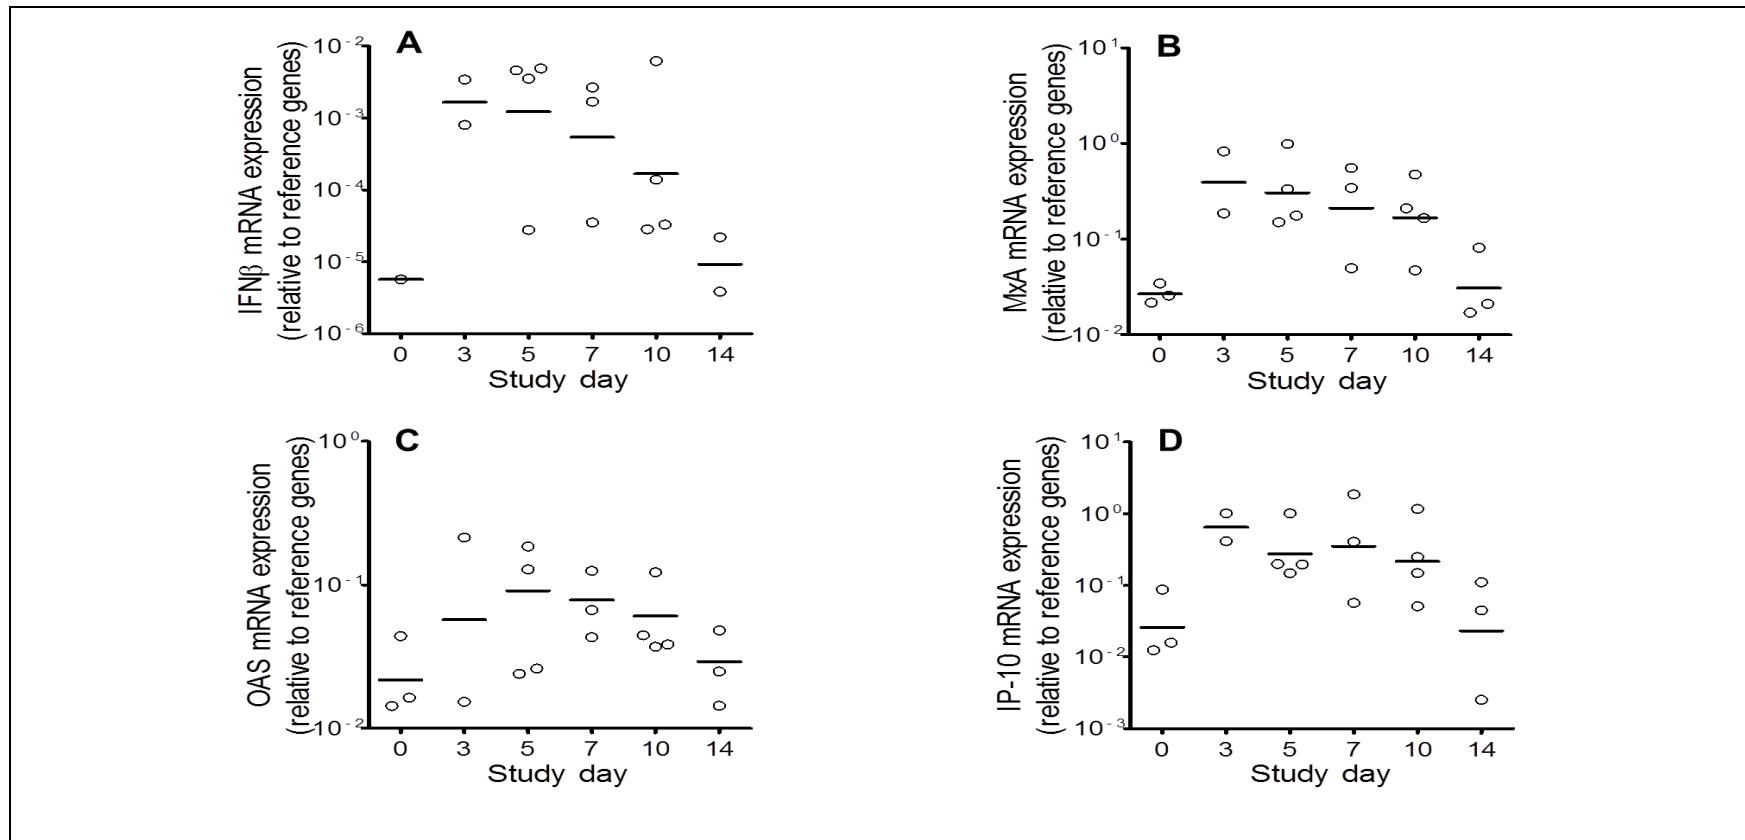 A
IFNβ mRNA expression
(relative to reference genes)
10⁻²
10⁻³
10⁻⁴
10⁻⁵
10⁻⁶
0 3 5 7 10 14
Study day
B
MxA mRNA expression
(relative to reference genes)
10¹
10⁰
10⁻¹
10⁻²
0 3 5 7 10 14
Study day
C
OAS mRNA expression
(relative to reference genes)
10⁰
10⁻¹
10⁻²
0 3 5 7 10 14
Study day
D
IP-10 mRNA expression
(relative to reference genes)
10¹
10⁰
10⁻¹
10⁻²
10⁻³
0 3 5 7 10 14
Study day